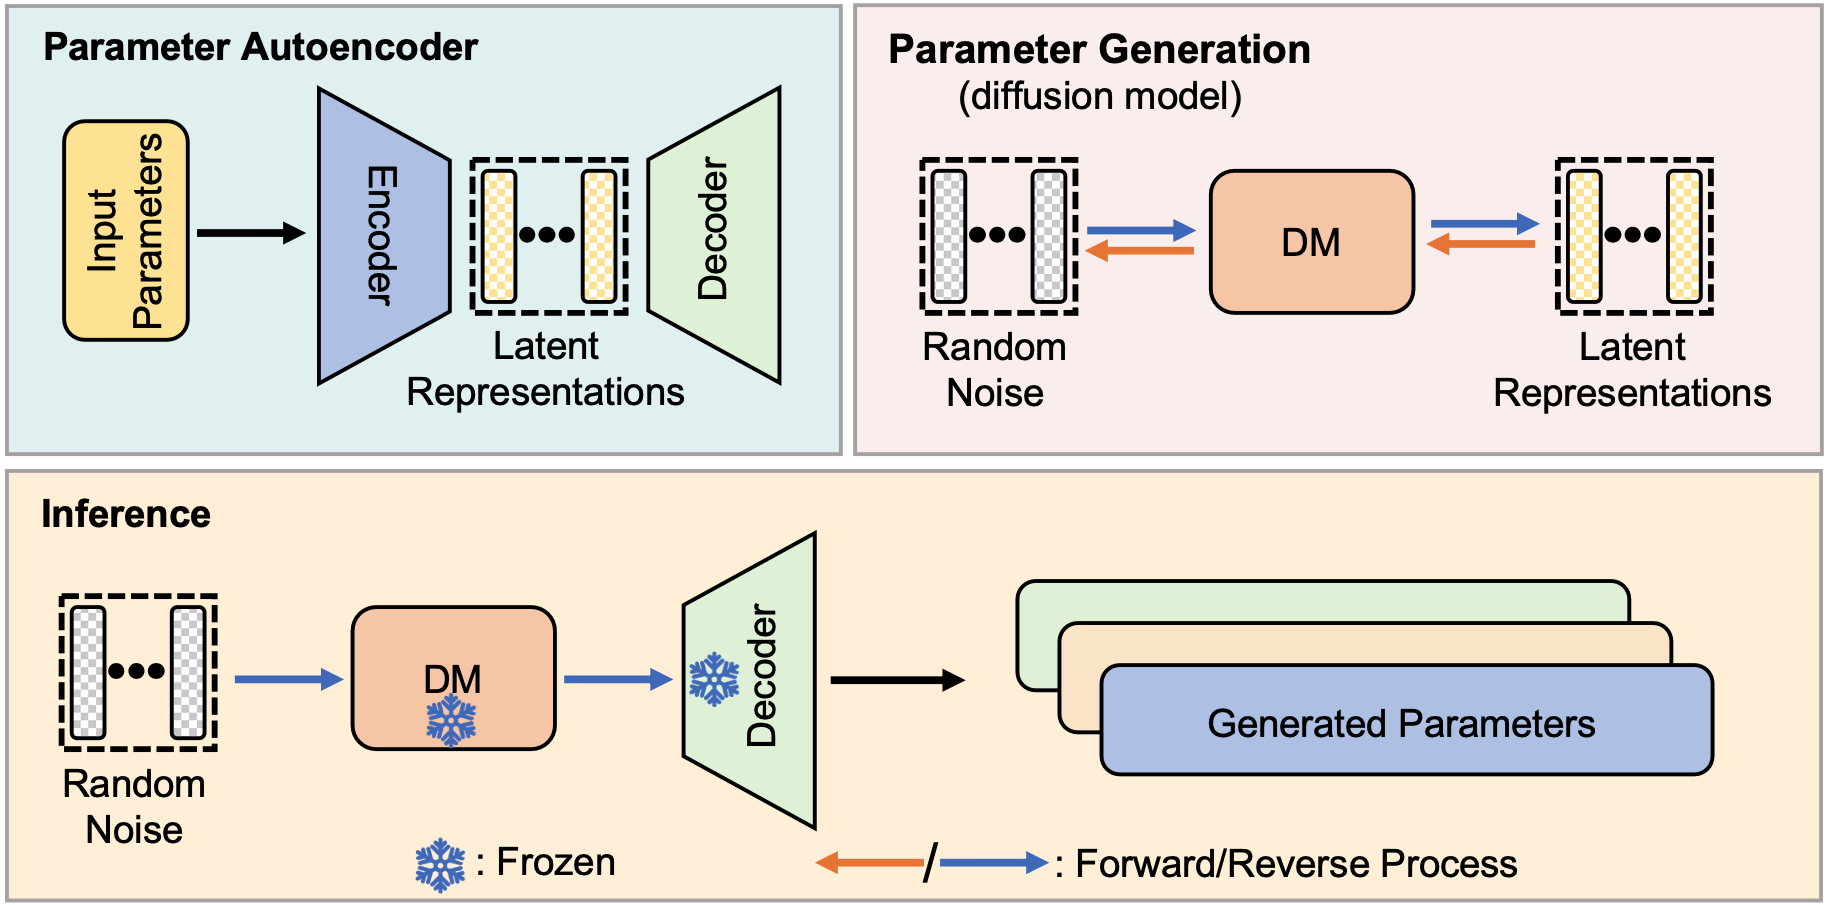 Parameter Autoencoder
Input
Parameters
Encoder
Latent
Representations
Decoder
Parameter Generation
(diffusion model)
Random
Noise
DM
Latent
Representations
Inference
Random
Noise
DM
Decoder
Generated Parameters
: Frozen
/ : Forward/Reverse Process